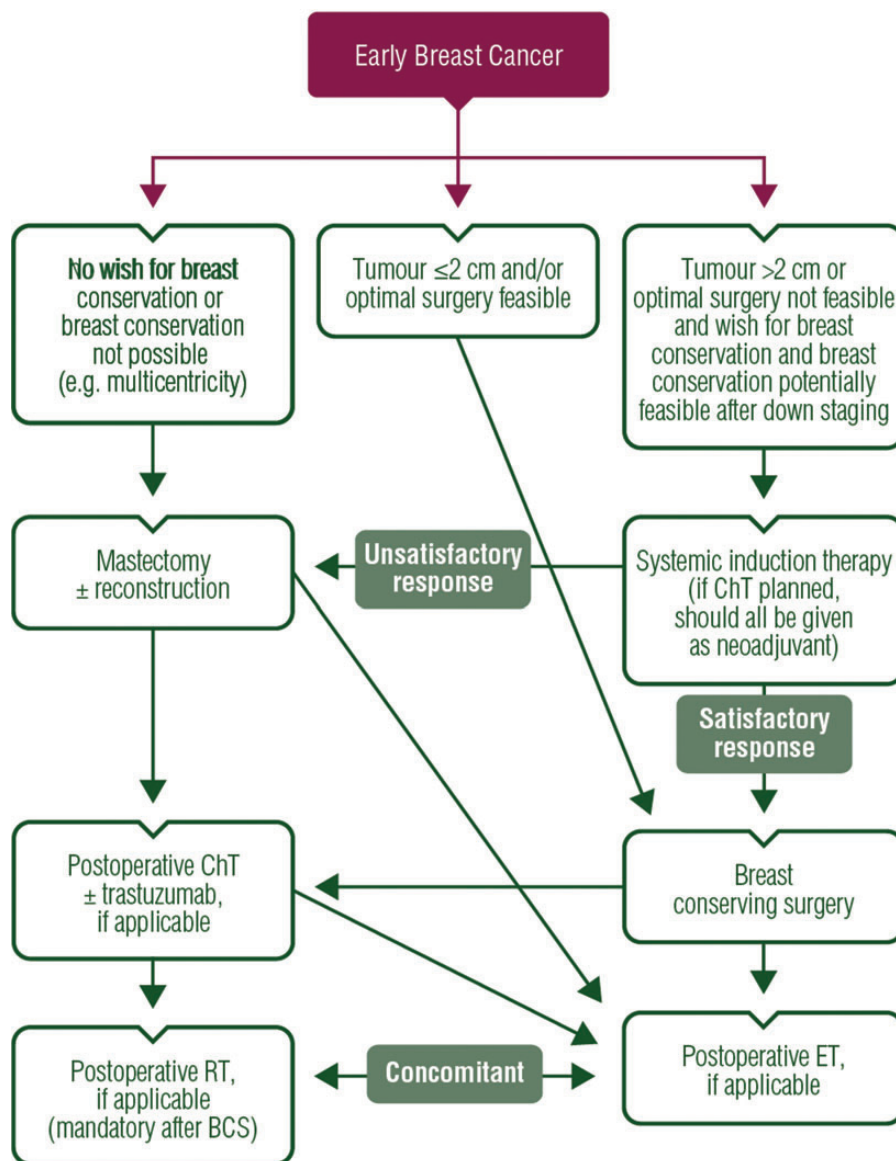 Early Breast Cancer
No wish for breast
conservation or
breast conservation
not possible
(e.g. multicentricity)
Tumour ≤2 cm and/or
optimal surgery feasible
Tumour >2 cm or
optimal surgery not feasible
and wish for breast
conservation and breast
conservation potentially
feasible after down staging
Mastectomy
± reconstruction
Unsatisfactory
response
Systemic induction therapy
(if ChT planned,
should all be given
as neoadjuvant)
Satisfactory
response
Postoperative ChT
± trastuzumab,
if applicable
Breast
conserving surgery
Postoperative RT,
if applicable
(mandatory after BCS)
Concomitant
Postoperative ET,
if applicable